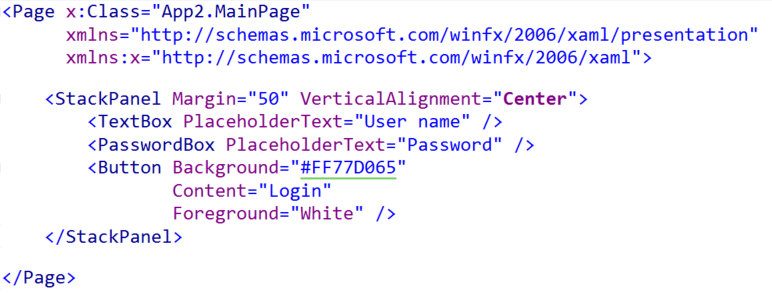 <Page x:Class="App2.MainPage"
xmlns="http://schemas.microsoft.com/winfx/2006/xaml/presentation"
xmlns:x="http://schemas.microsoft.com/winfx/2006/xaml">
<StackPanel Margin="50" VerticalAlignment="Center">
<TextBox PlaceholderText="User name" />
<PasswordBox PlaceholderText="Password" />
<Button Background="#FF77D065"
Content="Login"
Foreground="White" />
</StackPanel>
</Page>